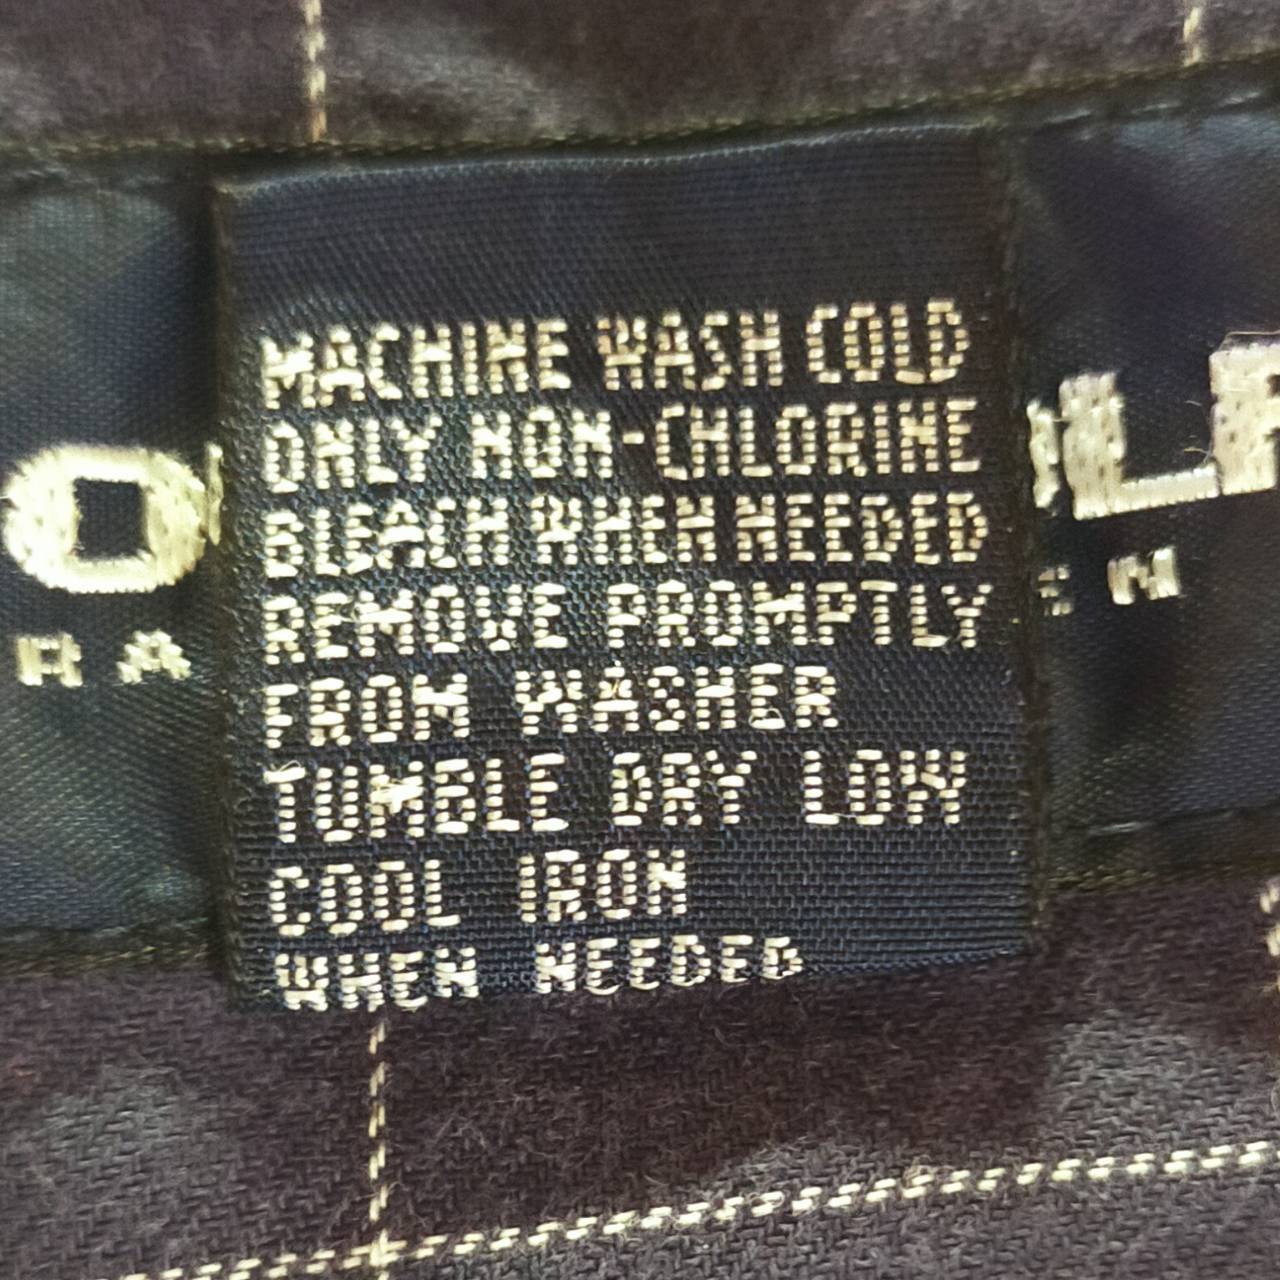 MACHINE WASH COLD
ONLY NON-CHLORINE
BLEACH WHEN NEEDED
REMOVE PROMPTLY
FROM WASHER
TUMBLE DRY LOW
COOL IRON
WHEN NEEDED